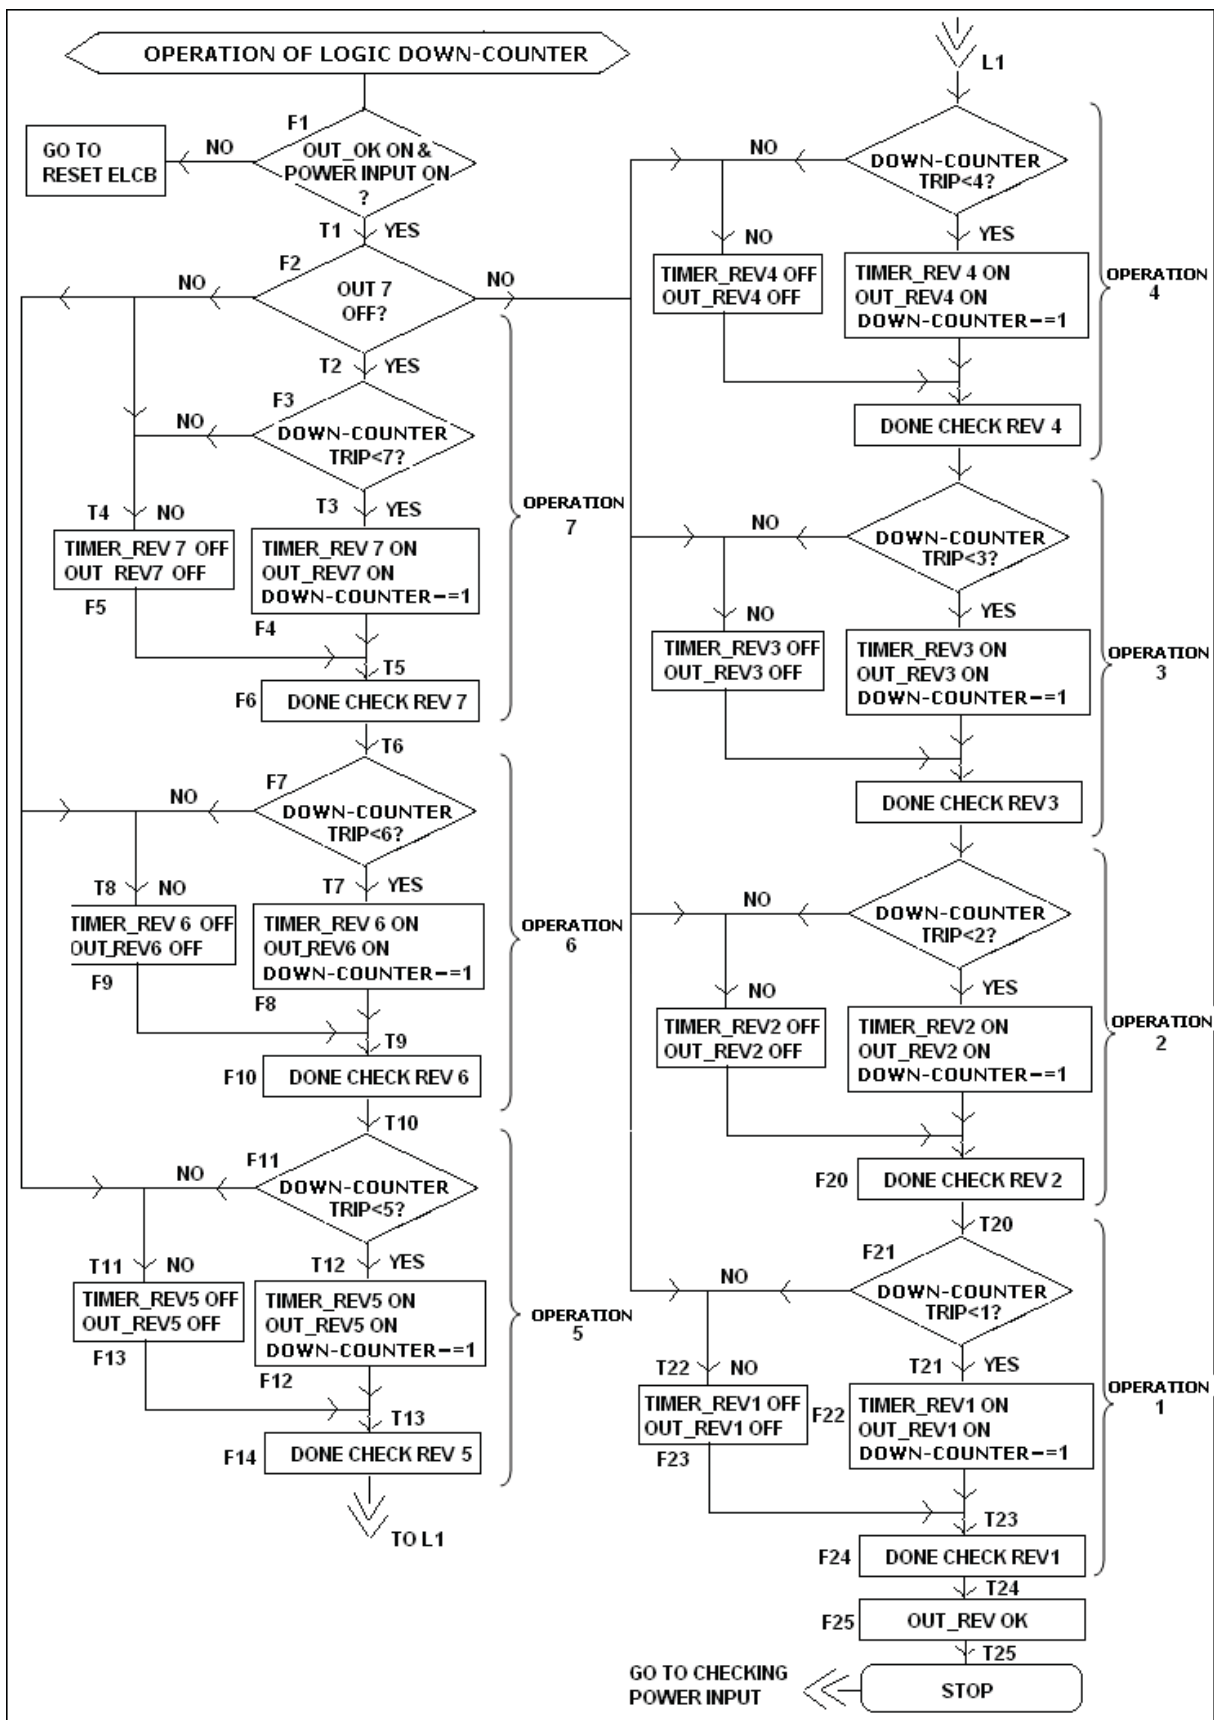 OPERATION OF LOGIC DOWN-COUNTER
F1
OUT_OK ON &
POWER INPUT ON
?
NO
GO TO
RESET ELCB
T1
YES
F2
OUT 7
OFF?
NO
NO
T2
YES
F3
DOWN-COUNTER
TRIP<7?
NO
T3
YES
T4
NO
TIMER_REV 7 OFF
OUT REV7 OFF
F5
TIMER_REV 7 ON
OUT_REV7 ON
DOWN-COUNTER-=1
F4
T5
F6
DONE CHECK REV 7
OPERATION
7
T6
F7
DOWN-COUNTER
TRIP<6?
NO
T7
YES
T8
NO
TIMER_REV 6 OFF
OUT_REV6 OFF
F9
TIMER_REV 6 ON
OUT_REV6 ON
DOWN-COUNTER-=1
F8
T9
F10
DONE CHECK REV 6
OPERATION
6
T10
F11
DOWN-COUNTER
TRIP<5?
NO
T12
YES
T11
NO
TIMER_REV5 OFF
OUT_REV5 OFF
F13
TIMER_REV5 ON
OUT_REV5 ON
DOWN-COUNTER-=1
F12
T13
F14
DONE CHECK REV 5
OPERATION
5
TO L1
L1
DOWN-COUNTER
TRIP<4?
NO
YES
NO
TIMER_REV4 OFF
OUT_REV4 OFF
TIMER_REV 4 ON
OUT_REV4 ON
DOWN-COUNTER-=1
DONE CHECK REV 4
OPERATION
4
DOWN-COUNTER
TRIP<3?
NO
YES
NO
TIMER_REV3 OFF
OUT_REV3 OFF
TIMER_REV3 ON
OUT_REV3 ON
DOWN-COUNTER-=1
DONE CHECK REV3
OPERATION
3
DOWN-COUNTER
TRIP<2?
NO
YES
NO
TIMER_REV2 OFF
OUT_REV2 OFF
TIMER_REV2 ON
OUT_REV2 ON
DOWN-COUNTER-=1
F20
DONE CHECK REV 2
OPERATION
2
T20
F21
DOWN-COUNTER
TRIP<1?
NO
T21
YES
T22
NO
TIMER_REV1 OFF
OUT_REV1 OFF
F23
F22
TIMER_REV1 ON
OUT_REV1 ON
DOWN-COUNTER-=1
T23
F24
DONE CHECK REV1
OPERATION
1
T24
F25
OUT_REV OK
T25
STOP
GO TO CHECKING
POWER INPUT